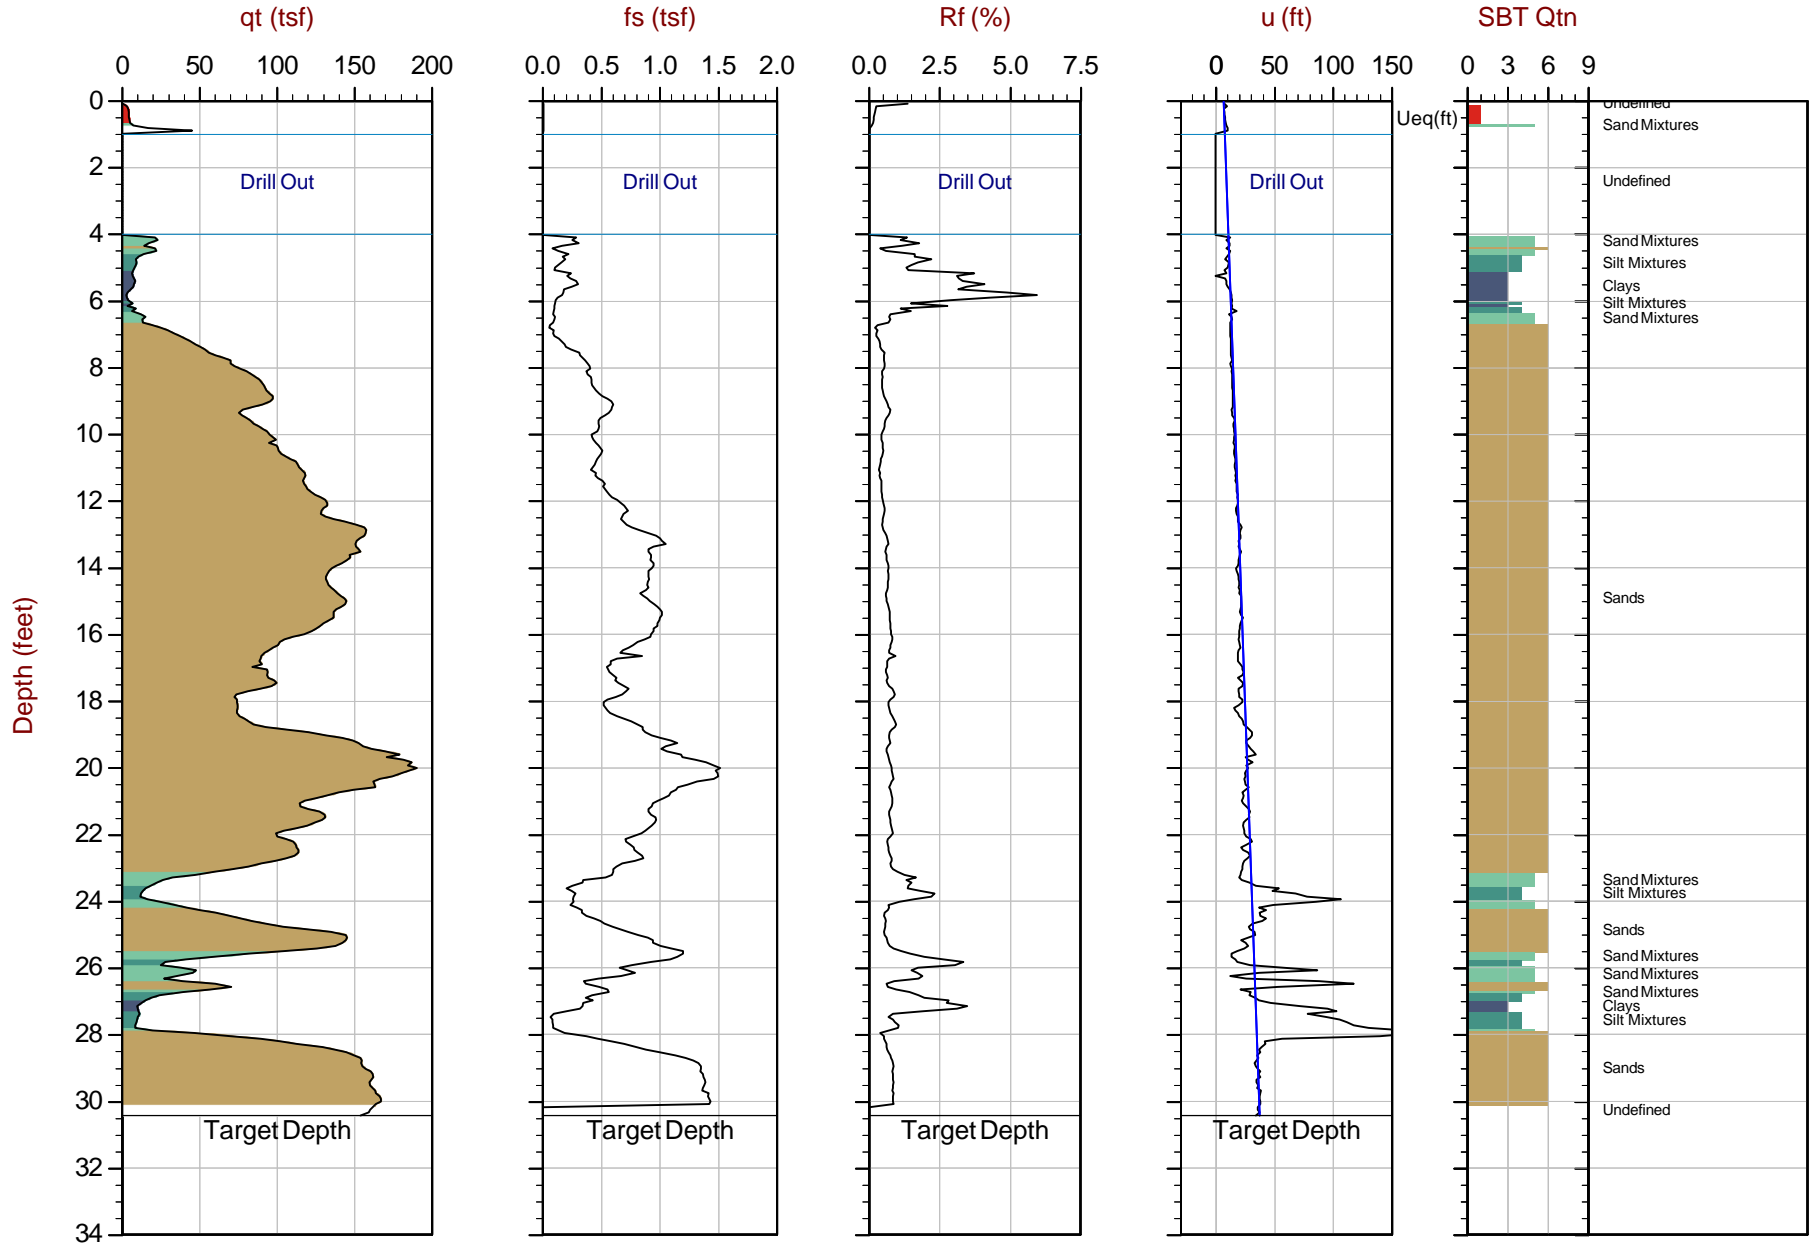 qt (tsf)
fs (tsf)
Rf (%)
u (ft)
SBT Qtn
0 50 100 150 200
0.0 0.5 1.0 1.5 2.0
0.0 2.5 5.0 7.5
0 50 100 150
0 3 6 9
Depth (feet)
0
2
4
6
8
10
12
14
16
18
20
22
24
26
28
30
32
34
Drill Out
Drill Out
Drill Out
Drill Out
Target Depth
Target Depth
Target Depth
Target Depth
Ueq(ft)
Undefined
Sand Mixtures
Undefined
Sand Mixtures
Silt Mixtures
Clays
Silt Mixtures
Sand Mixtures
Sands
Sand Mixtures
Silt Mixtures
Sands
Sand Mixtures
Sand Mixtures
Sand Mixtures
Clays
Silt Mixtures
Sands
Undefined